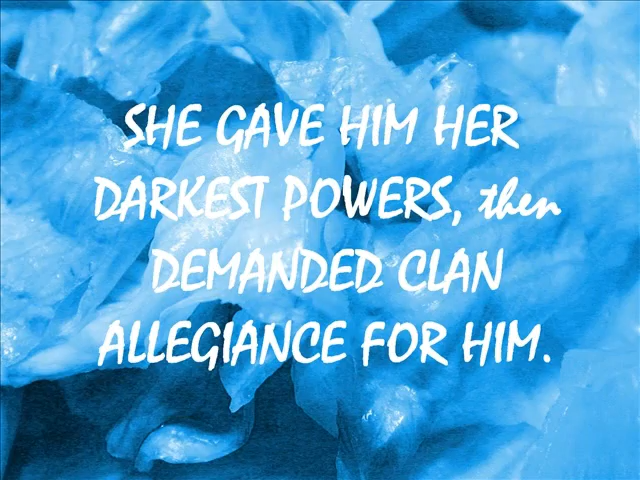 SHE GAVE HIM HER
DARKEST POWERS, then
DEMANDED CLAN
ALLEGIANCE FOR HIM.